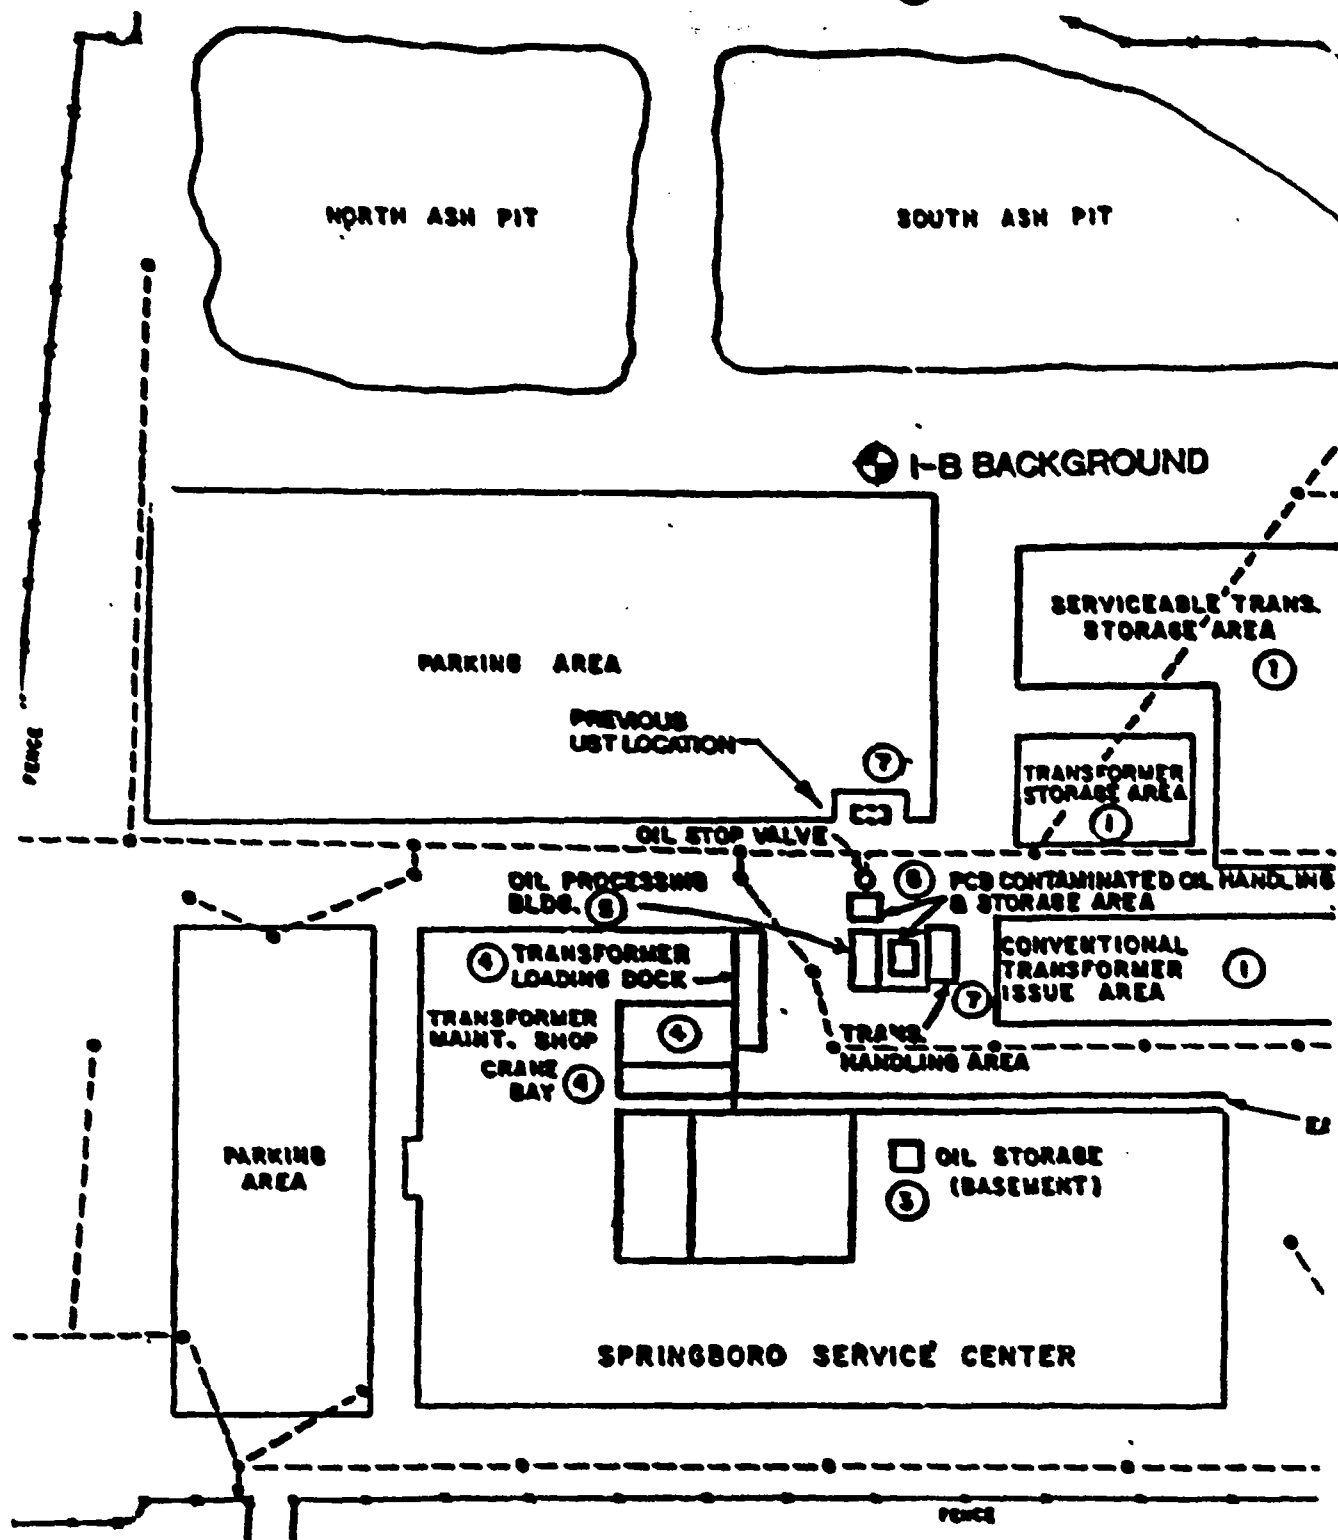 NORTH ASH PIT
SOUTH ASH PIT
I-B BACKGROUND
SERVICEABLE TRANS.
STORAGE AREA
1
PARKING AREA
PREVIOUS
UST LOCATION
7
FENCE
TRANSFORMER
STORAGE AREA
1
OIL STOP VALVE
OIL PROCESSING
BLDG.
6
PCB CONTAMINATED OIL HANDLING
& STORAGE AREA
4
TRANSFORMER
LOADING DOCK
CONVENTIONAL
TRANSFORMER
ISSUE AREA
1
7
TRANSFORMER
MAINT. SHOP
4
TRANS.
HANDLING AREA
CRANE
BAY
4
PARKING
AREA
OIL STORAGE
(BASEMENT)
3
SPRINGBORO SERVICE CENTER
FENCE